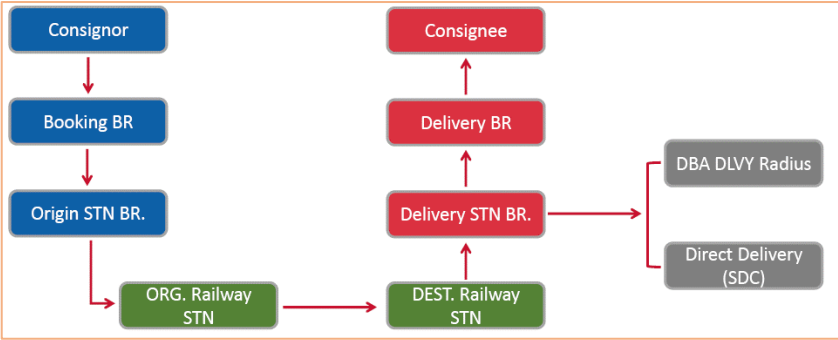 Consignor
Booking BR
Origin STN BR.
ORG. Railway
STN
DEST. Railway
STN
Delivery STN BR.
Delivery BR
Consignee
DBA DLVY Radius
Direct Delivery
(SDC)